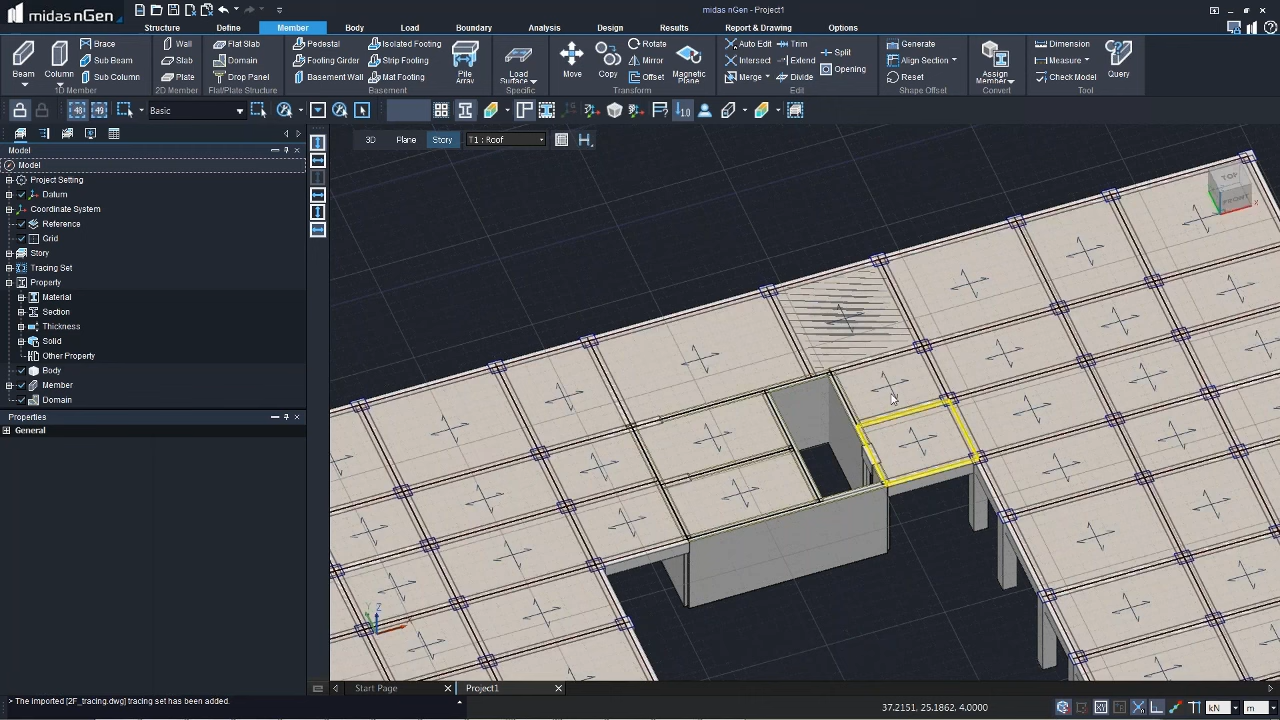 midas nGen
midas nGen - Project1
Structure Define Member Body Load Boundary Analysis Design Results Report & Drawing Options
Beam
Column
Brace
Sub Beam
Sub Column
1D Member
Wall
Slab
Plate
2D Member
Flat Slab
Domain
Drop Panel
Flat/Plate Structure
Pedestal
Footing Girder
Basement Wall
Isolated Footing
Strip Footing
Mat Footing
Basement
Pile
Array
Load
Surface
Specific
Move
Copy
Rotate
Mirror
Offset
Magnetic
Plane
Transform
Auto Edit
Intersect
Merge
Trim
Extend
Divide
Split
Opening
Edit
Generate
Align Section
Reset
Shape Offset
Assign
Member
Convert
Dimension
Measure
Check Model
Query
Tool
Basic
3D Plane Story T1 : Roof
Model
Model
Project Setting
Datum
Coordinate System
Reference
Grid
Story
Tracing Set
Property
Material
Section
Thickness
Solid
Other Property
Body
Member
Domain
Properties
General
TOP
FRONT
X
Z
Start Page
Project1
> The imported [2F_tracing.dwg] tracing set has been added.
37.2151, 25.1862, 4.0000
kN
m